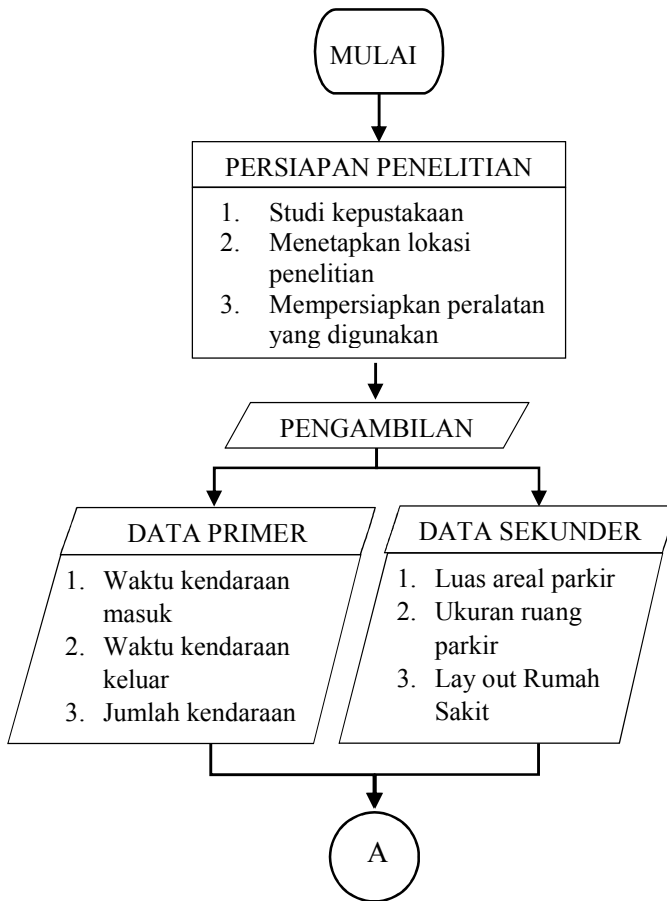 MULAI
PERSIAPAN PENELITIAN
1. Studi kepustakaan
2. Menetapkan lokasi
penelitian
3. Mempersiapkan peralatan
yang digunakan
PENGAMBILAN
DATA PRIMER
1. Waktu kendaraan
masuk
2. Waktu kendaraan
keluar
3. Jumlah kendaraan
DATA SEKUNDER
1. Luas areal parkir
2. Ukuran ruang
parkir
3. Lay out Rumah
Sakit
A